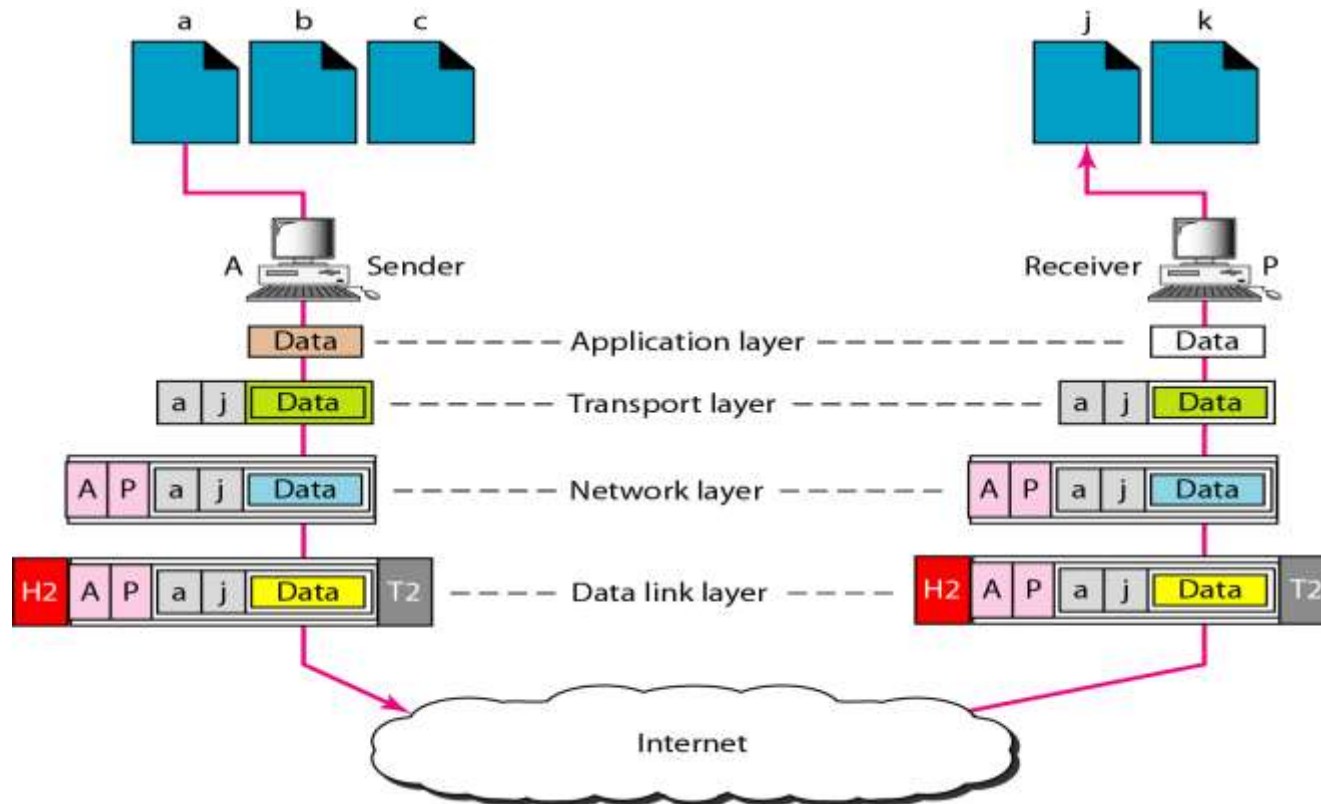 a b c j k
A Sender Receiver P
Data Application layer Data
a j Data Transport layer a j Data
A P a j Data Network layer A P a j Data
H2 A P a j Data T2 Data link layer H2 A P a j Data T2
Internet